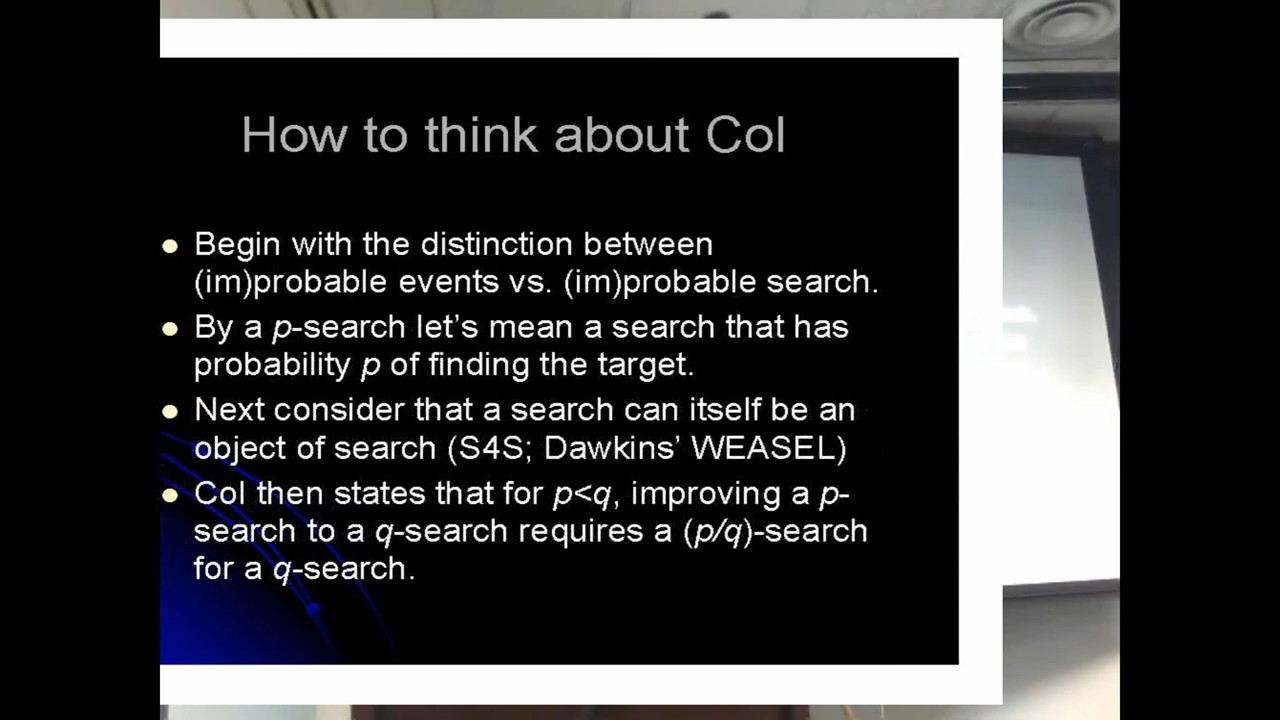 How to think about CoI
Begin with the distinction between
(im)probable events vs. (im)probable search.
By a p-search let's mean a search that has
probability p of finding the target.
Next consider that a search can itself be an
object of search (S4S; Dawkins' WEASEL)
CoI then states that for p<q, improving a p-
search to a q-search requires a (p/q)-search
for a q-search.